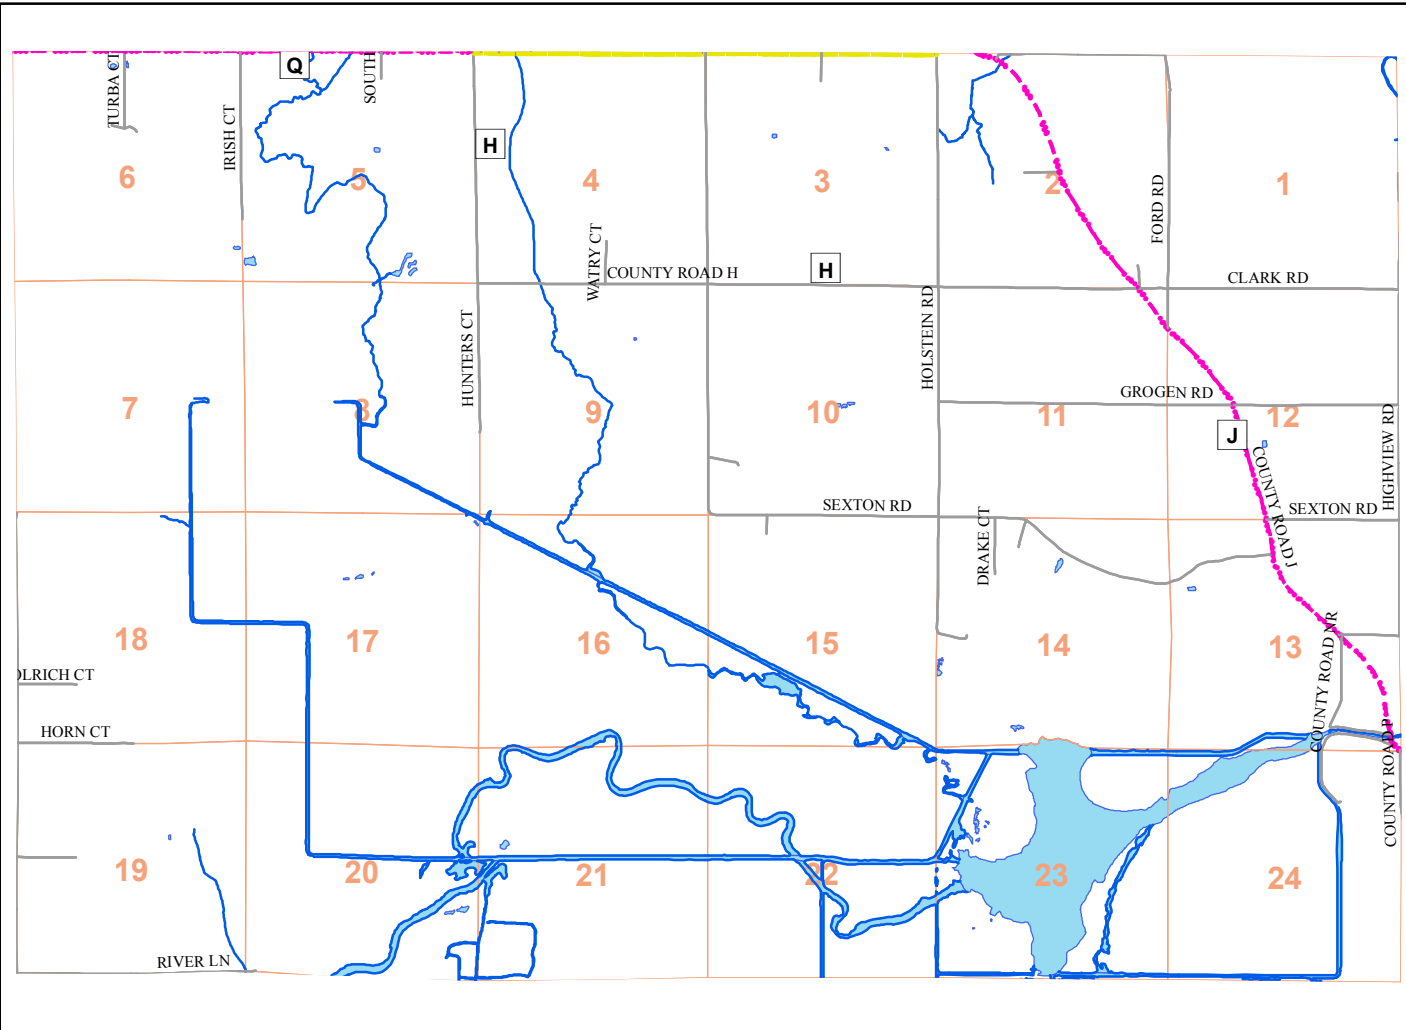 Q
TURBA CT
SOUTH
IRISH CT
H
6
5
4
3
2
1
FORD RD
WATRY CT
COUNTY ROAD H
H
CLARK RD
HOLSTEIN RD
HUNTERS CT
GROGEN RD
7
8
9
10
11
12
J
HIGHVIEW RD
COUNTY ROAD J
SEXTON RD
SEXTON RD
DRAKE CT
18
17
16
15
14
13
COUNTY ROAD NR
OLRICH CT
HORN CT
COUNTY ROAD P
19
20
21
22
23
24
RIVER LN